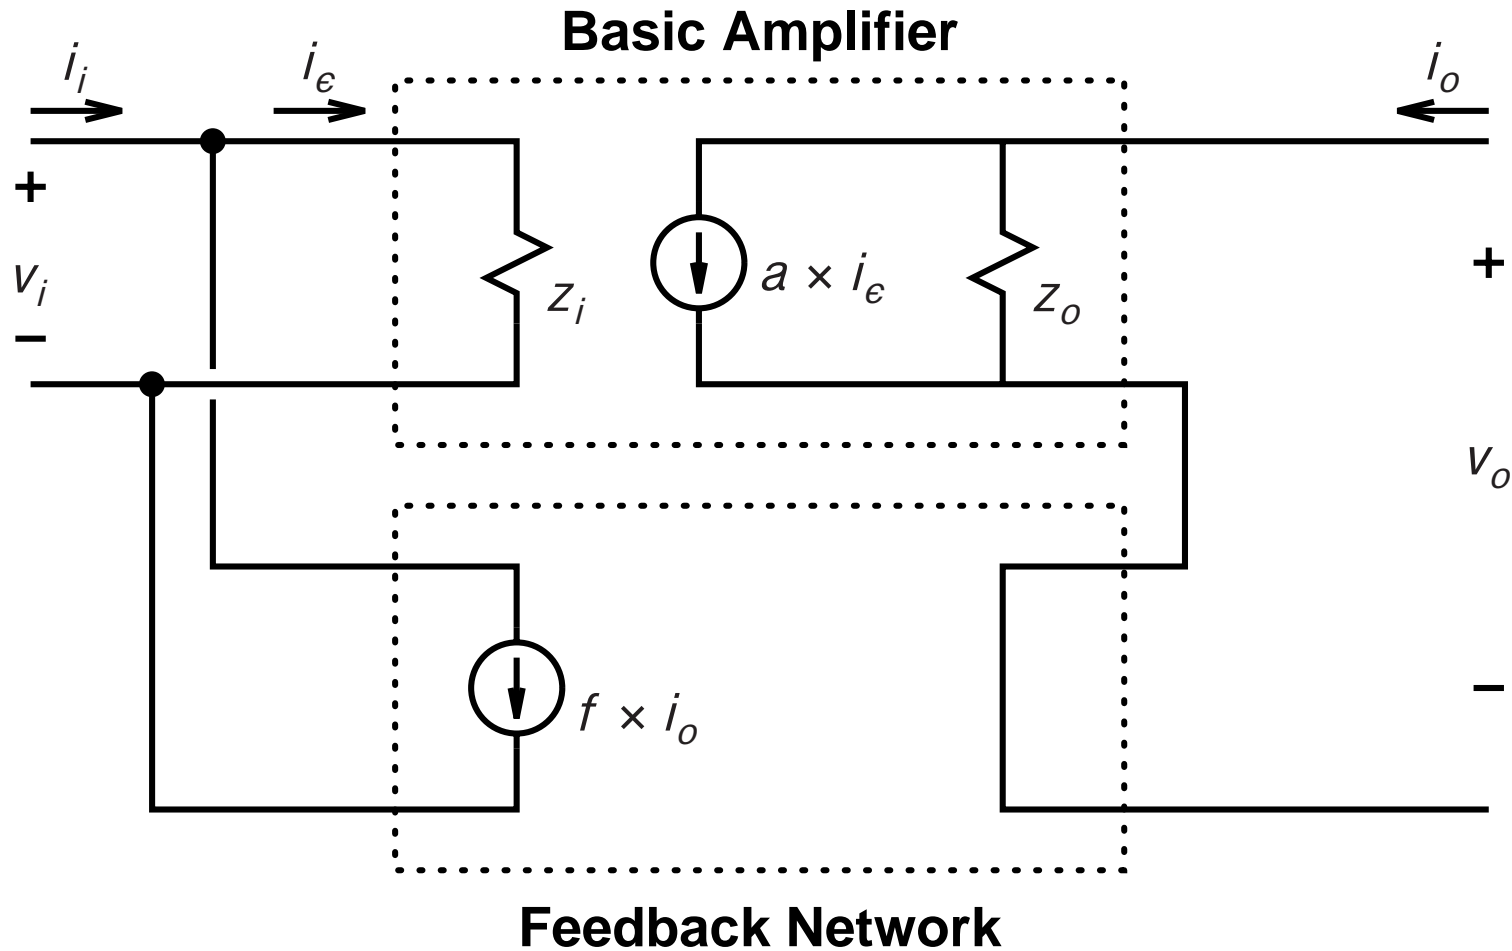 Basic Amplifier
i_i
i_ϵ
i_o
+
v_i
−
z_i
a × i_ϵ
z_o
+
v_o
−
f × i_o
Feedback Network